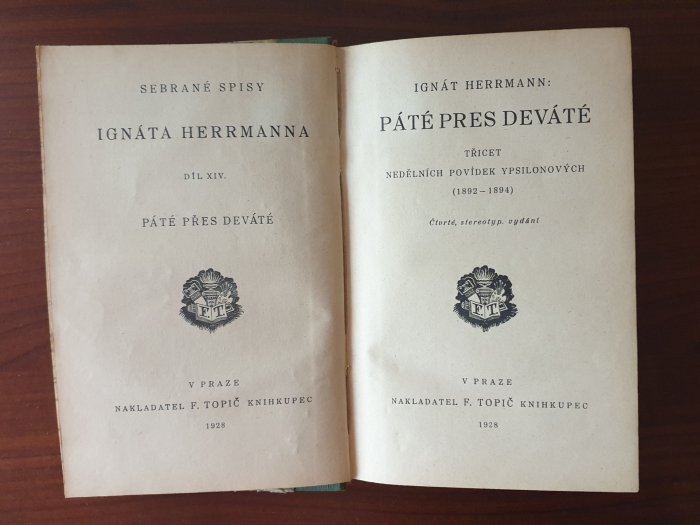 SEBRANÉ SPISY
IGNÁTA HERRMANNA
DÍL XIV.
PÁTÉ PŘES DEVÁTÉ
FT
V PRAZE
NAKLADATEL F. TOPIČ KNIHKUPEC
1928
IGNÁT HERRMANN:
PÁTÉ PRES DEVÁTÉ
TŘICET
NEDĚLNÍCH POVÍDEK YPSILONOVÝCH
(1892–1894)
Čtvrté, stereotyp. vydání
FT
V PRAZE
NAKLADATEL F. TOPIČ KNIHKUPEC
1928